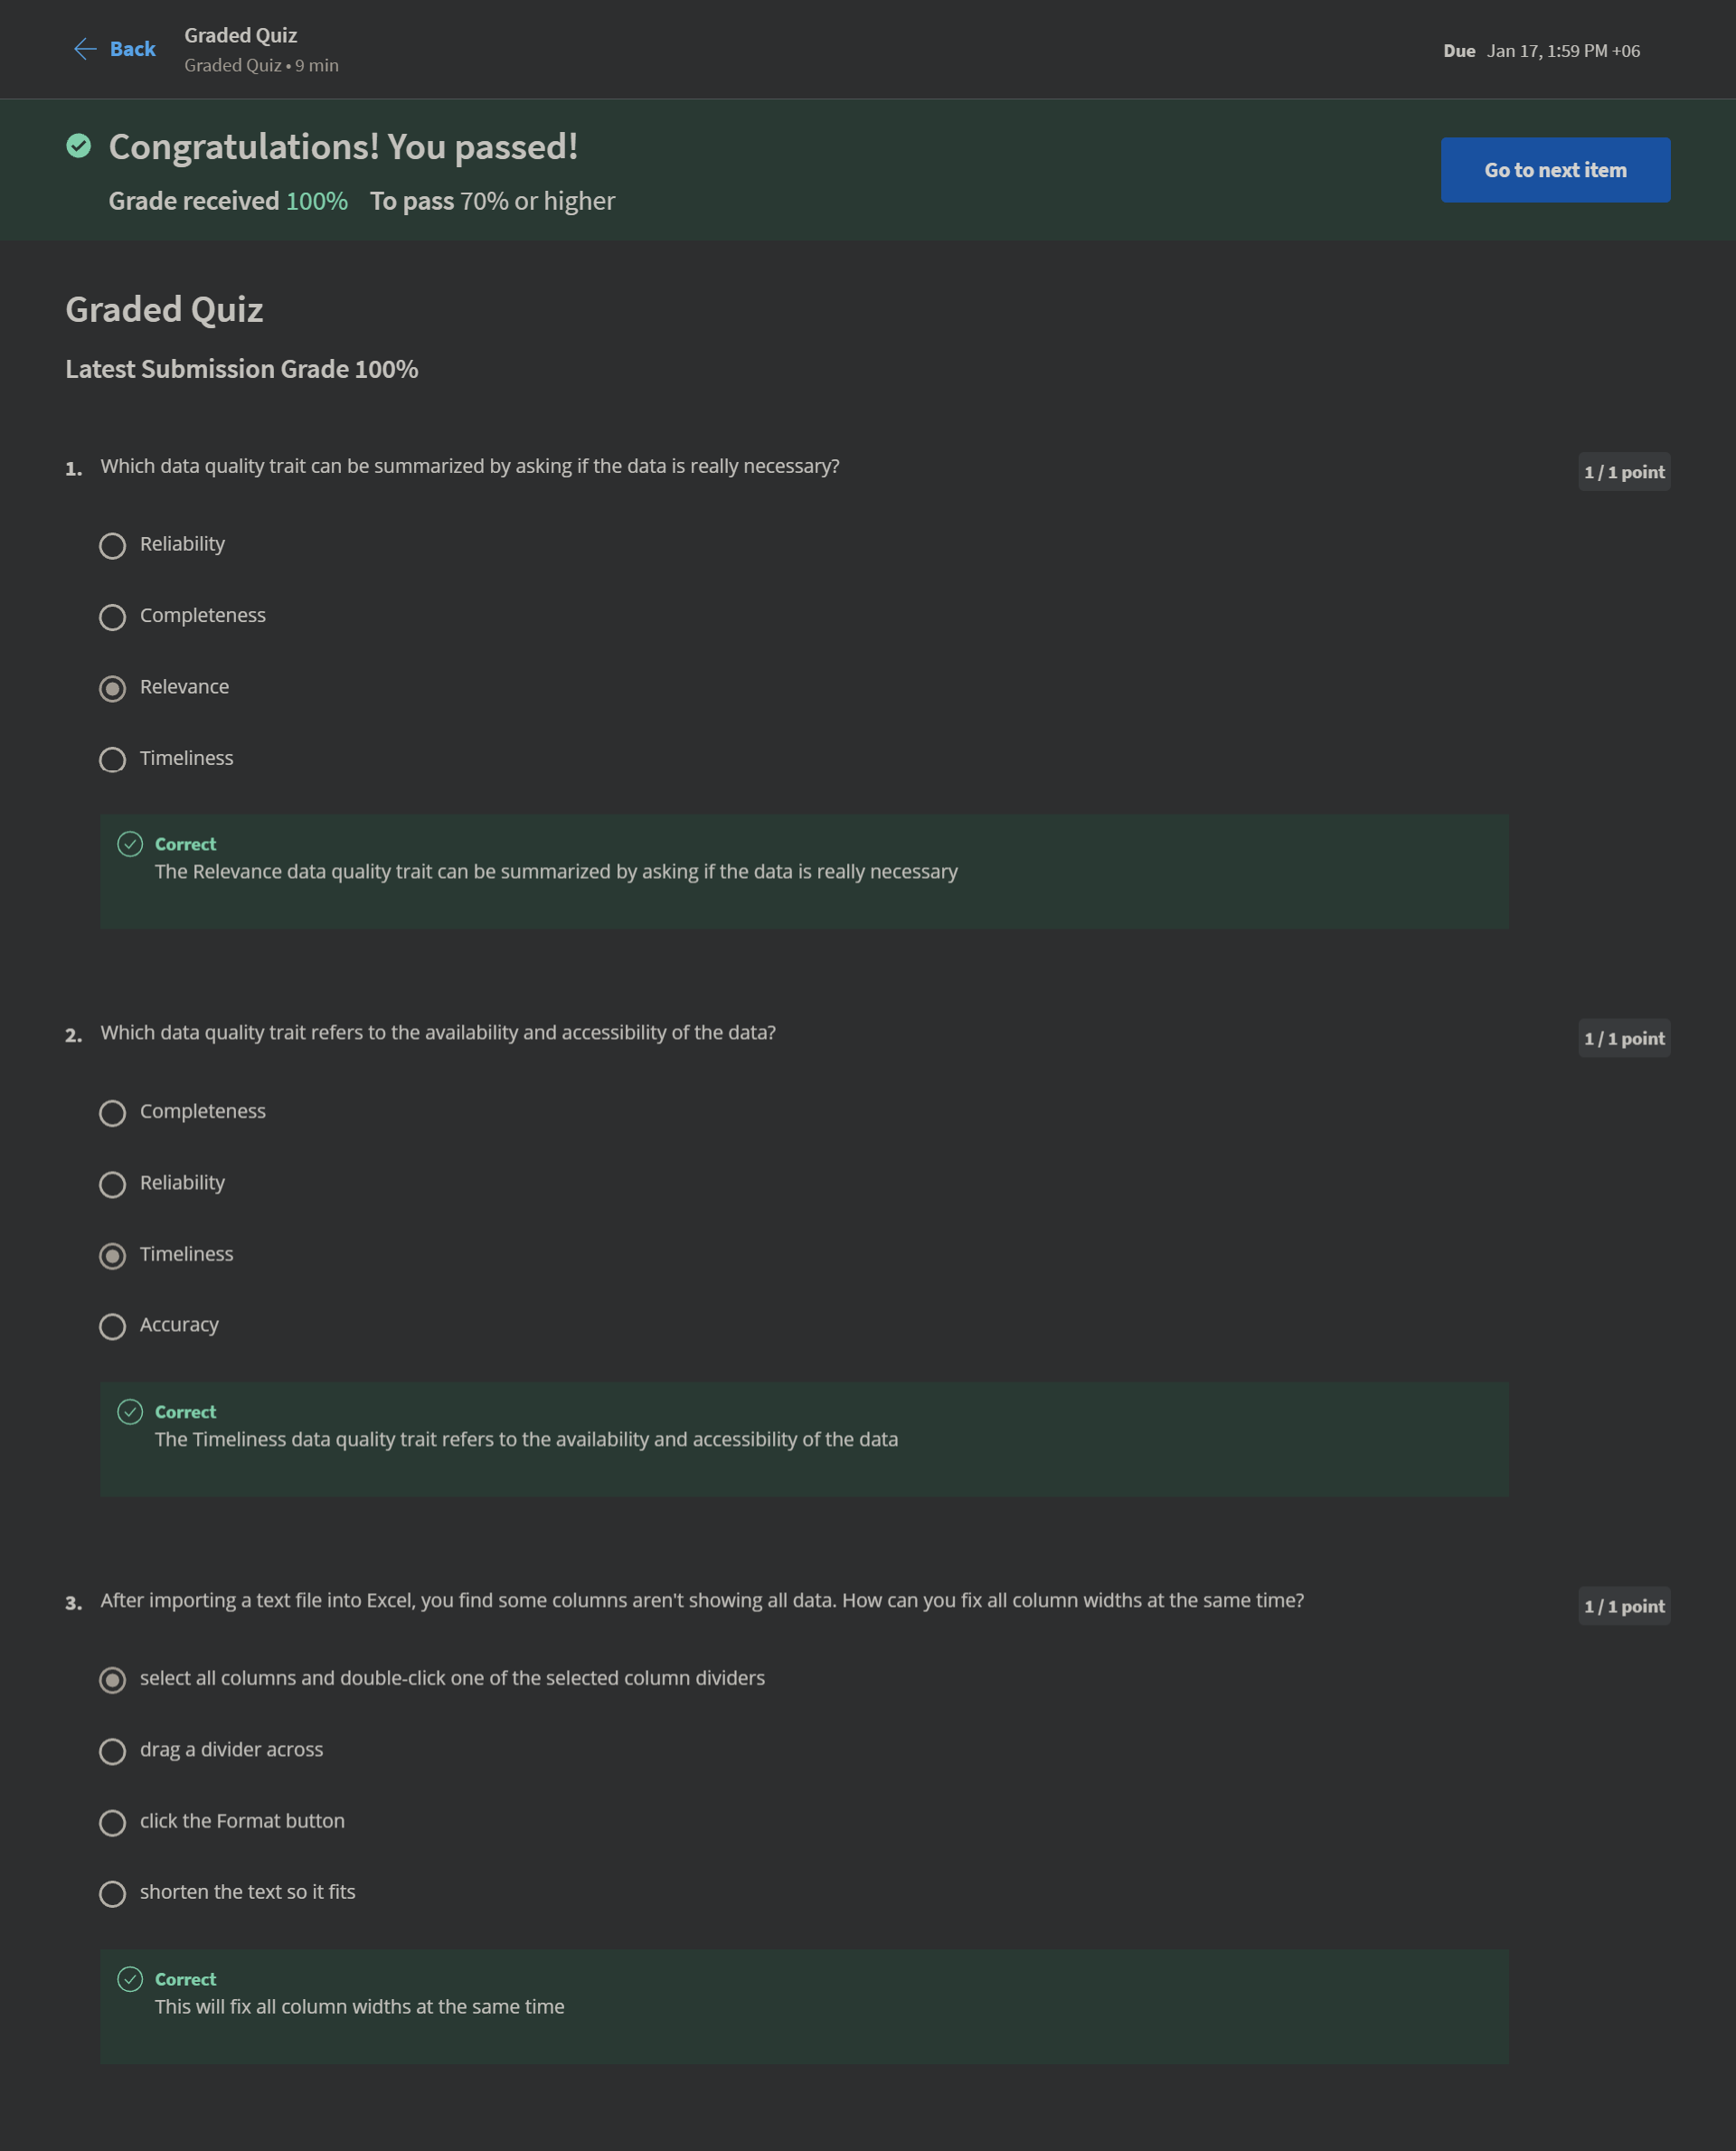 Back
Graded Quiz
Graded Quiz • 9 min
Due Jan 17, 1:59 PM +06
Congratulations! You passed!
Grade received 100% To pass 70% or higher
Go to next item
Graded Quiz
Latest Submission Grade 100%
1. Which data quality trait can be summarized by asking if the data is really necessary?
1 / 1 point
Reliability
Completeness
Relevance
Timeliness
Correct
The Relevance data quality trait can be summarized by asking if the data is really necessary
2. Which data quality trait refers to the availability and accessibility of the data?
1 / 1 point
Completeness
Reliability
Timeliness
Accuracy
Correct
The Timeliness data quality trait refers to the availability and accessibility of the data
3. After importing a text file into Excel, you find some columns aren't showing all data. How can you fix all column widths at the same time?
1 / 1 point
select all columns and double-click one of the selected column dividers
drag a divider across
click the Format button
shorten the text so it fits
Correct
This will fix all column widths at the same time